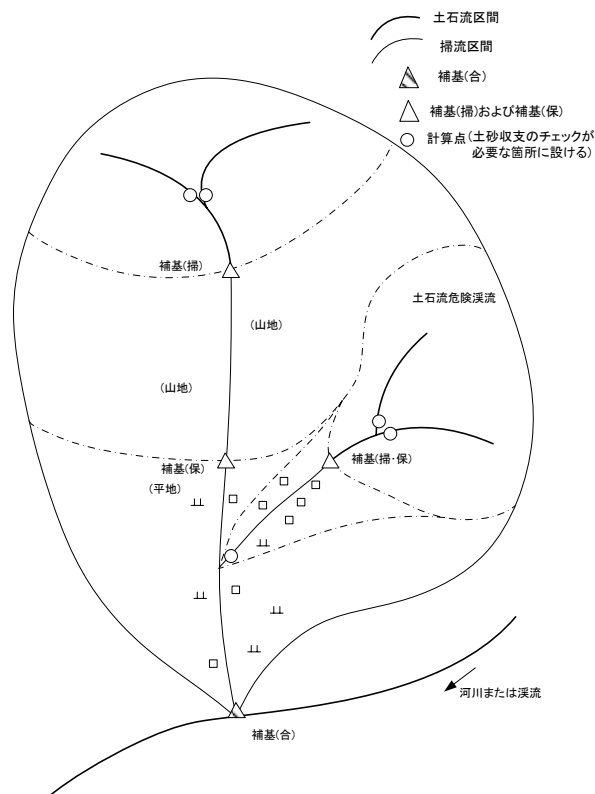 土石流区間
掃流区間
補基(合)
補基(掃)および補基(保)
計算点(土砂収支のチェックが
必要な箇所に設ける)
補基(掃)
土石流危険渓流
(山地)
(山地)
補基(保)
補基(掃・保)
(平地)
河川または渓流
補基(合)